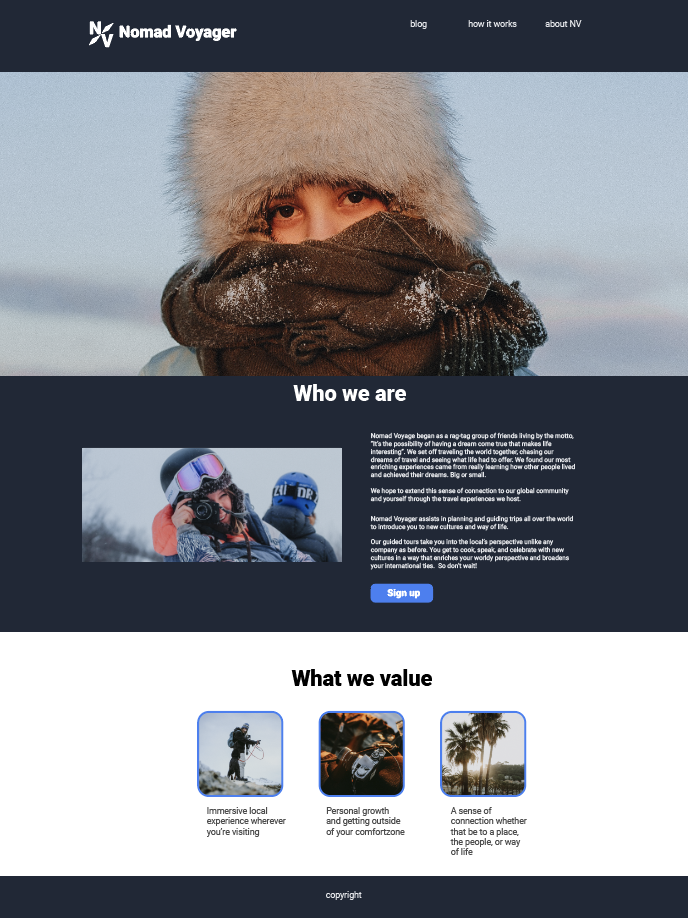 NV Nomad Voyager
blog how it works about NV
Who we are
Nomad Voyage began as a rag-tag group of friends living by the motto,
"It's the possibility of having a dream come true that makes life
interesting". We set off traveling the world together, chasing our
dreams of travel and seeing what life had to offer. We found our most
enriching experiences came from really learning how other people lived
and achieved their dreams. Big or small.
We hope to extend this sense of connection to our global community
and yourself through the travel experiences we host.
Nomad Voyager assists in planning and guiding trips all over the world
to introduce you to new cultures and way of life.
Our guided tours take you into the local's perspective unlike any
company as before. You get to cook, speak, and celebrate with new
cultures in a way that enriches your worldy perspective and broadens
your international ties. So don't wait!
Sign up
What we value
Immersive local
experience wherever
you're visiting
Personal growth
and getting outside
of your comfortzone
A sense of
connection whether
that be to a place,
the people, or way
of life
copyright